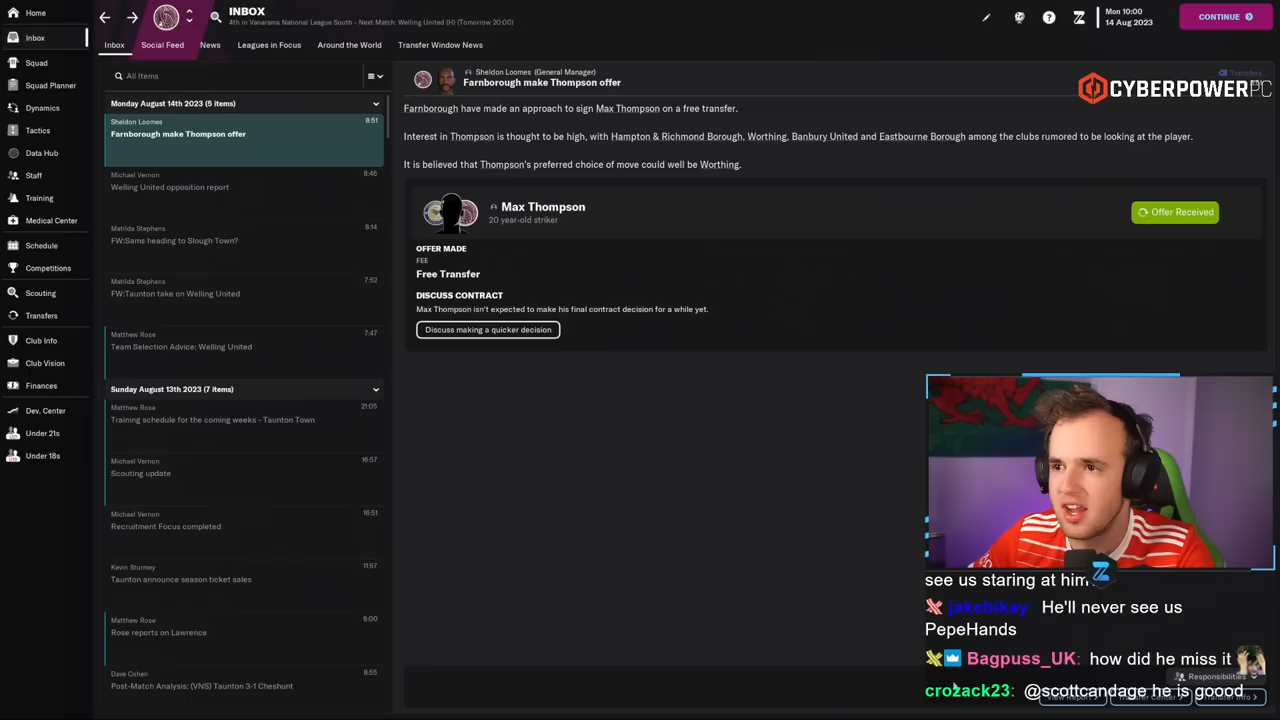 Home
Inbox
Squad
Squad Planner
Dynamics
Tactics
Data Hub
Staff
Training
Medical Center
Schedule
Competitions
Scouting
Transfers
Club Info
Club Vision
Finances
Dev. Center
Under 21s
Under 18s
INBOX
4th in Vanarama National League South - Next Match: Welling United (H) (Tomorrow 20:00)
Mon 10:00
14 Aug 2023
CONTINUE
Inbox
Social Feed
News
Leagues in Focus
Around the World
Transfer Window News
All Items
Monday August 14th 2023 (5 items)
Sheldon Loomes 8:51
Farnborough make Thompson offer
Michael Vernon 8:46
Welling United opposition report
Matilda Stephens 8:14
FW:Sams heading to Slough Town?
Matilda Stephens 7:52
FW:Taunton take on Welling United
Matthew Rose 7:47
Team Selection Advice: Welling United
Sunday August 13th 2023 (7 items)
Matthew Rose 21:05
Training schedule for the coming weeks - Taunton Town
Michael Vernon 16:57
Scouting update
Michael Vernon 16:51
Recruitment Focus completed
Kevin Sturmey 11:57
Taunton announce season ticket sales
Matthew Rose 9:00
Rose reports on Lawrence
Dave Cohen 8:55
Post-Match Analysis: (VNS) Taunton 3-1 Cheshunt
Sheldon Loomes (General Manager)
Farnborough make Thompson offer
Transfers
CYBERPOWERPC
Farnborough have made an approach to sign Max Thompson on a free transfer.
Interest in Thompson is thought to be high, with Hampton & Richmond Borough, Worthing, Banbury United and Eastbourne Borough among the clubs rumored to be looking at the player.
It is believed that Thompson's preferred choice of move could well be Worthing.
Max Thompson
20 year-old striker
Offer Received
OFFER MADE
FEE
Free Transfer
DISCUSS CONTRACT
Max Thompson isn't expected to make his final contract decision for a while yet.
Discuss making a quicker decision
see us staring at him
jakebikay: He'll never see us
PepeHands
Bagpuss_UK: how did he miss it
Responsibilities
crozack23: @scottcandage he is goood